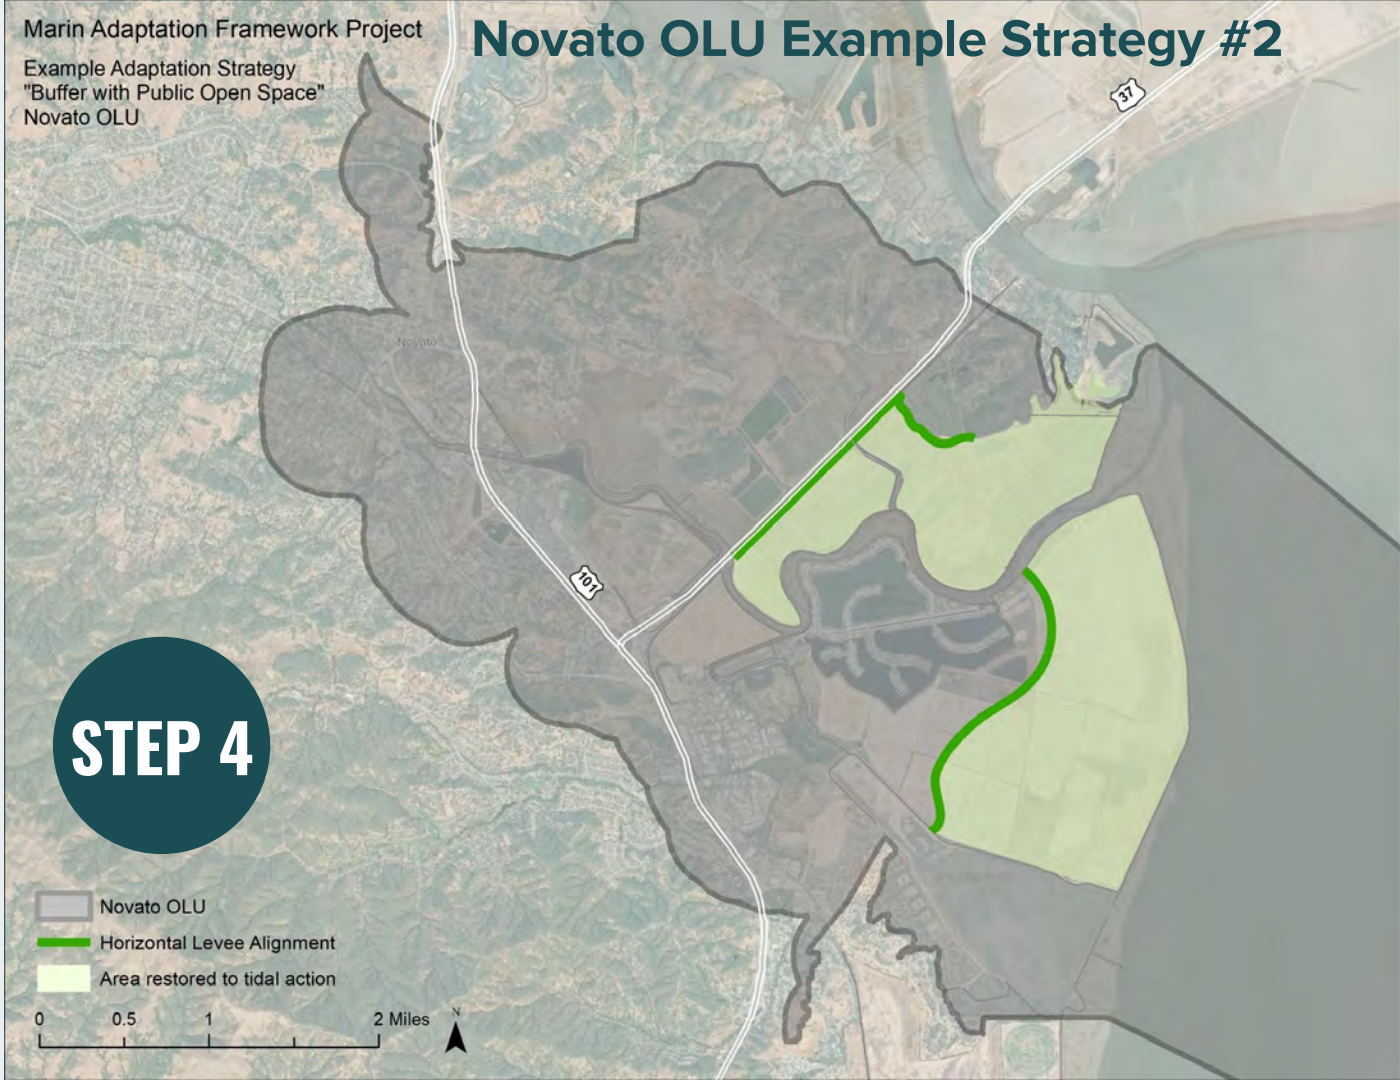 Marin Adaptation Framework Project
Example Adaptation Strategy
"Buffer with Public Open Space"
Novato OLU
Novato OLU Example Strategy #2
37
Novato
101
STEP 4
Novato OLU
Horizontal Levee Alignment
Area restored to tidal action
0 0.5 1 2 Miles
N